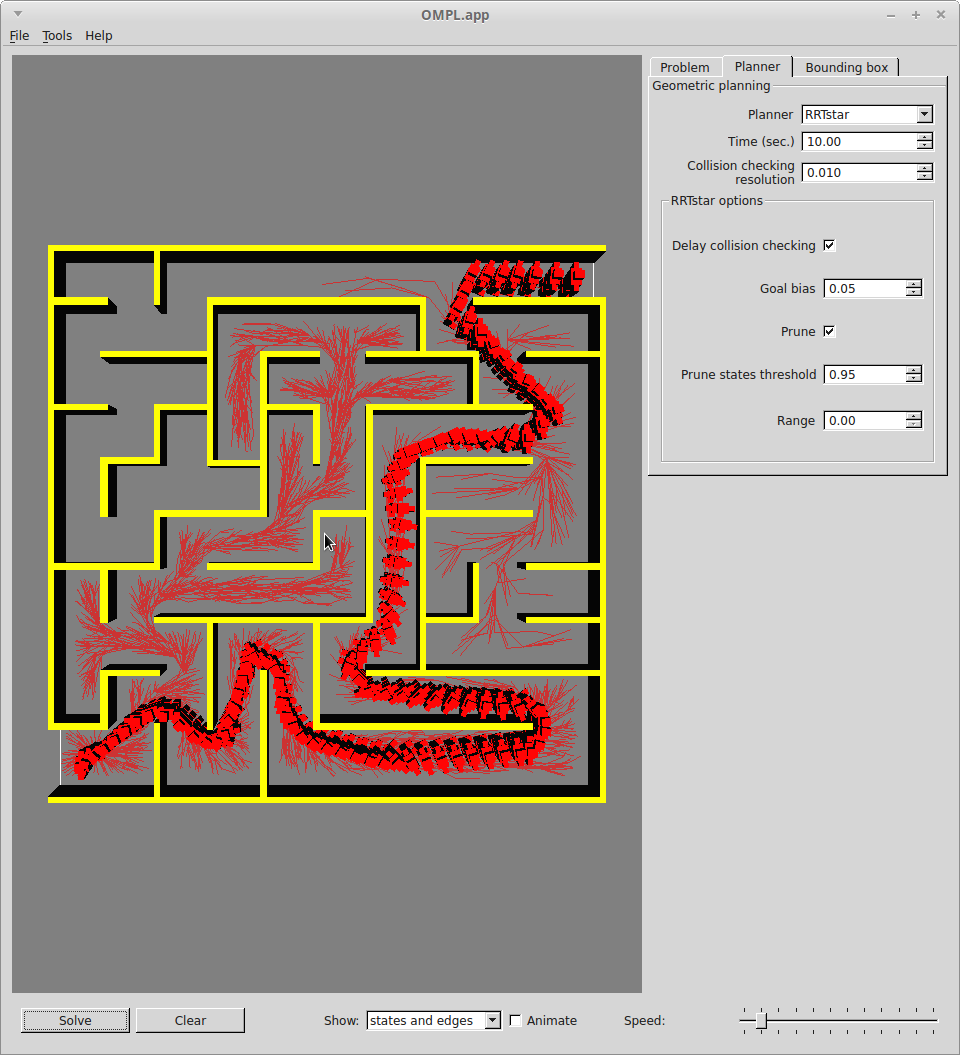 OMPL.app
File Tools Help
Problem Planner Bounding box
Geometric planning
Planner RRTstar
Time (sec.) 10.00
Collision checking
resolution 0.010
RRTstar options
Delay collision checking
Goal bias 0.05
Prune
Prune states threshold 0.95
Range 0.00
Solve Clear Show: states and edges Animate Speed: